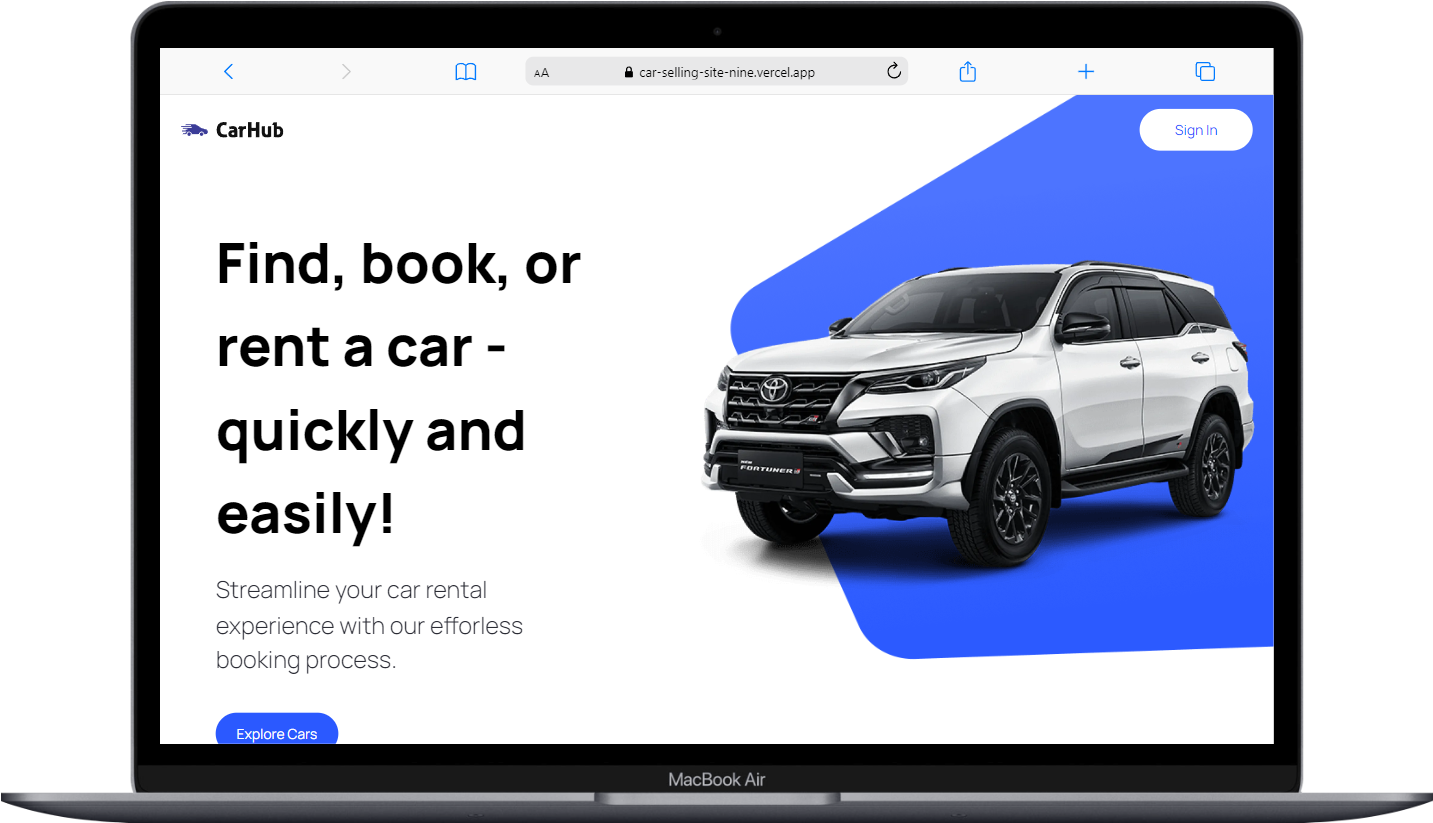 AA
car-selling-site-nine.vercel.app
CarHub
Sign In
Find, book, or
rent a car -
quickly and
easily!
Streamline your car rental
experience with our efforless
booking process.
Explore Cars
NEW
FORTUNER
MacBook Air